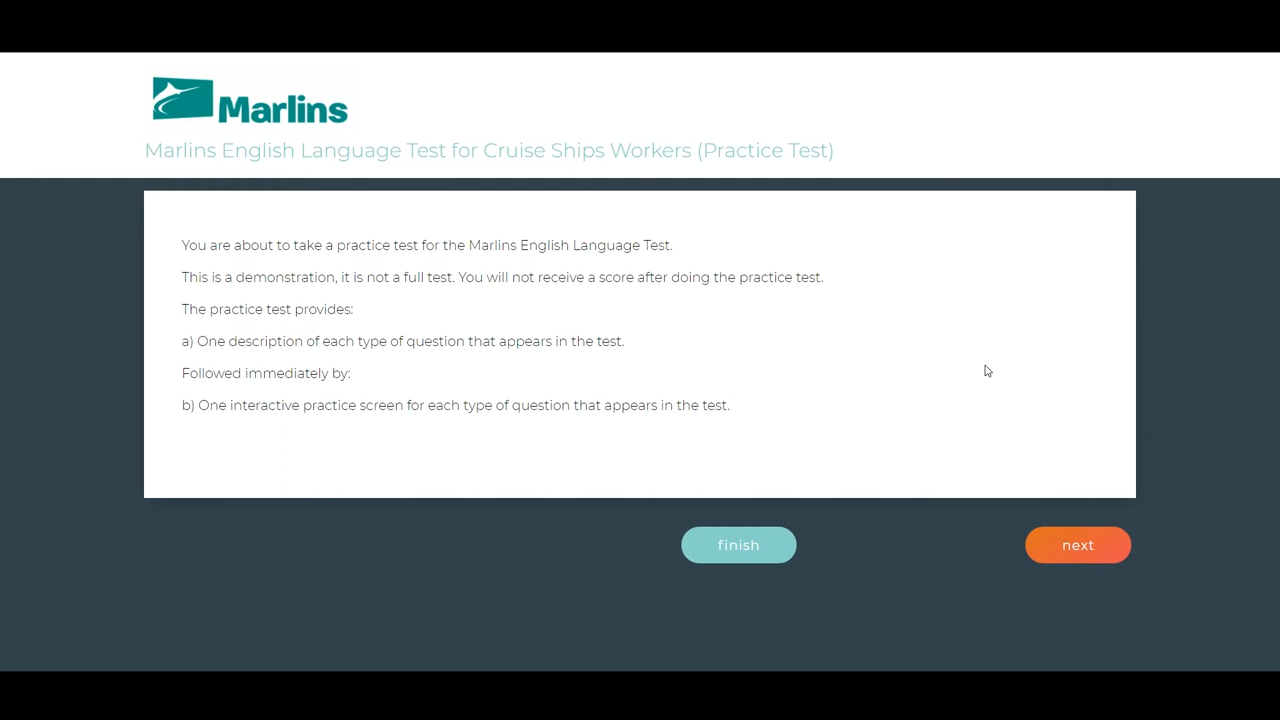 Marlins
Marlins English Language Test for Cruise Ships Workers (Practice Test)
You are about to take a practice test for the Marlins English Language Test.
This is a demonstration, it is not a full test. You will not receive a score after doing the practice test.
The practice test provides:
a) One description of each type of question that appears in the test.
Followed immediately by:
b) One interactive practice screen for each type of question that appears in the test.
finish
next